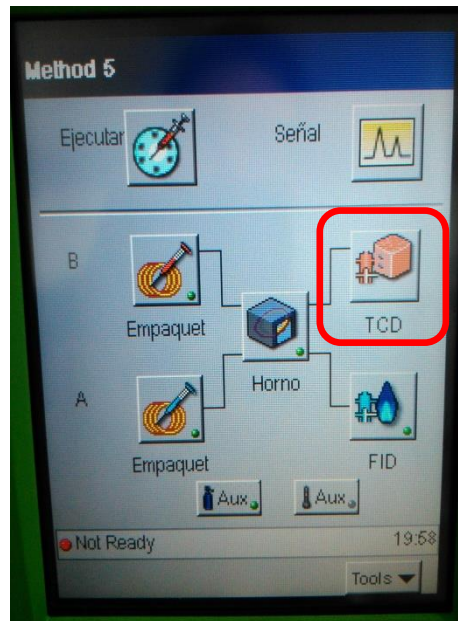 Method 5
Ejecutar Señal
B
Empaquet TCD
Horno
A
Empaquet FID
Aux Aux
Not Ready 19:58
Tools